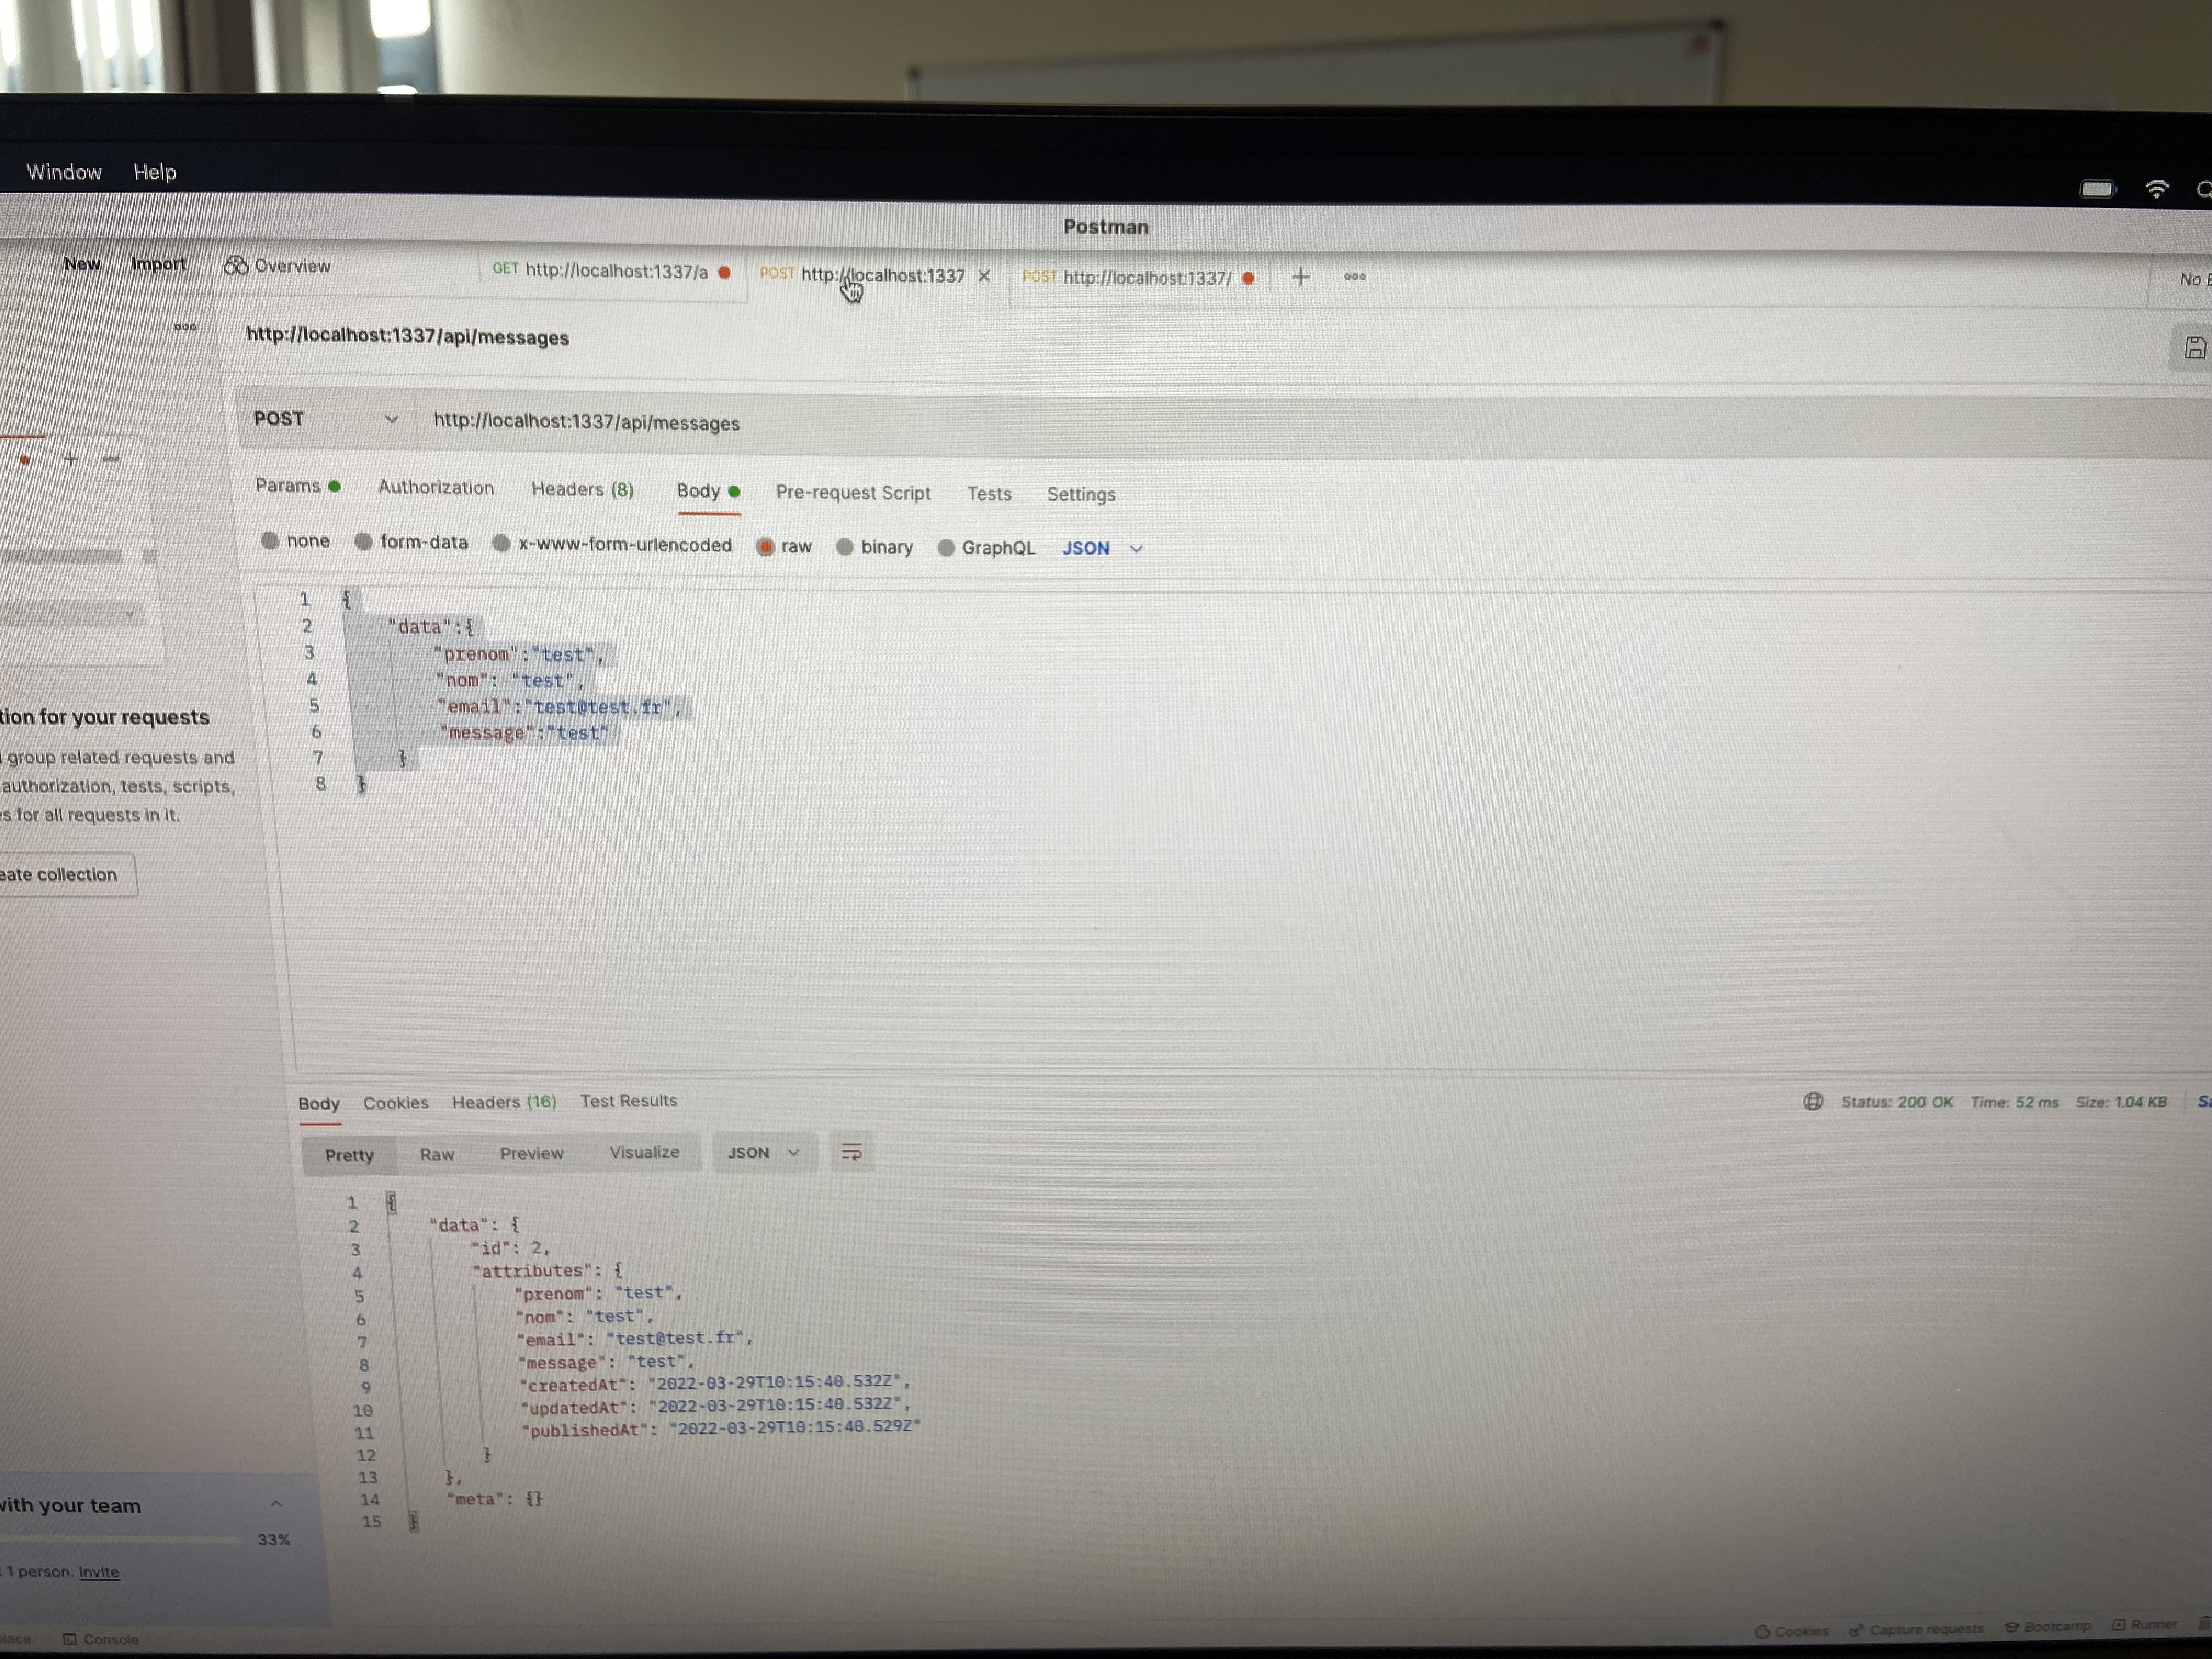 Window Help
Postman
New Import Overview GET http://localhost:1337/a POST http://localhost:1337 POST http://localhost:1337/ No
http://localhost:1337/api/messages
POST http://localhost:1337/api/messages
Params Authorization Headers (8) Body Pre-request Script Tests Settings
none form-data x-www-form-urlencoded raw binary GraphQL JSON
1 {
2 "data":{
3 "prenom":"test",
4 "nom": "test",
5 "email":"test@test.fr",
6 "message":"test"
7 }
8 }
tion for your requests
group related requests and
authorization, tests, scripts,
s for all requests in it.
eate collection
Body Cookies Headers (16) Test Results Status: 200 OK Time: 52 ms Size: 1.04 KB
Pretty Raw Preview Visualize JSON
1 {
2 "data": {
3 "id": 2,
4 "attributes": {
5 "prenom": "test",
6 "nom": "test",
7 "email": "test@test.fr",
8 "message": "test",
9 "createdAt": "2022-03-29T10:15:40.532Z",
10 "updatedAt": "2022-03-29T10:15:40.532Z",
11 "publishedAt": "2022-03-29T10:15:40.529Z"
12 }
13 },
14 "meta": {}
15 }
with your team
33%
1 person. Invite
Console Cookies Capture requests Bootcamp Runner